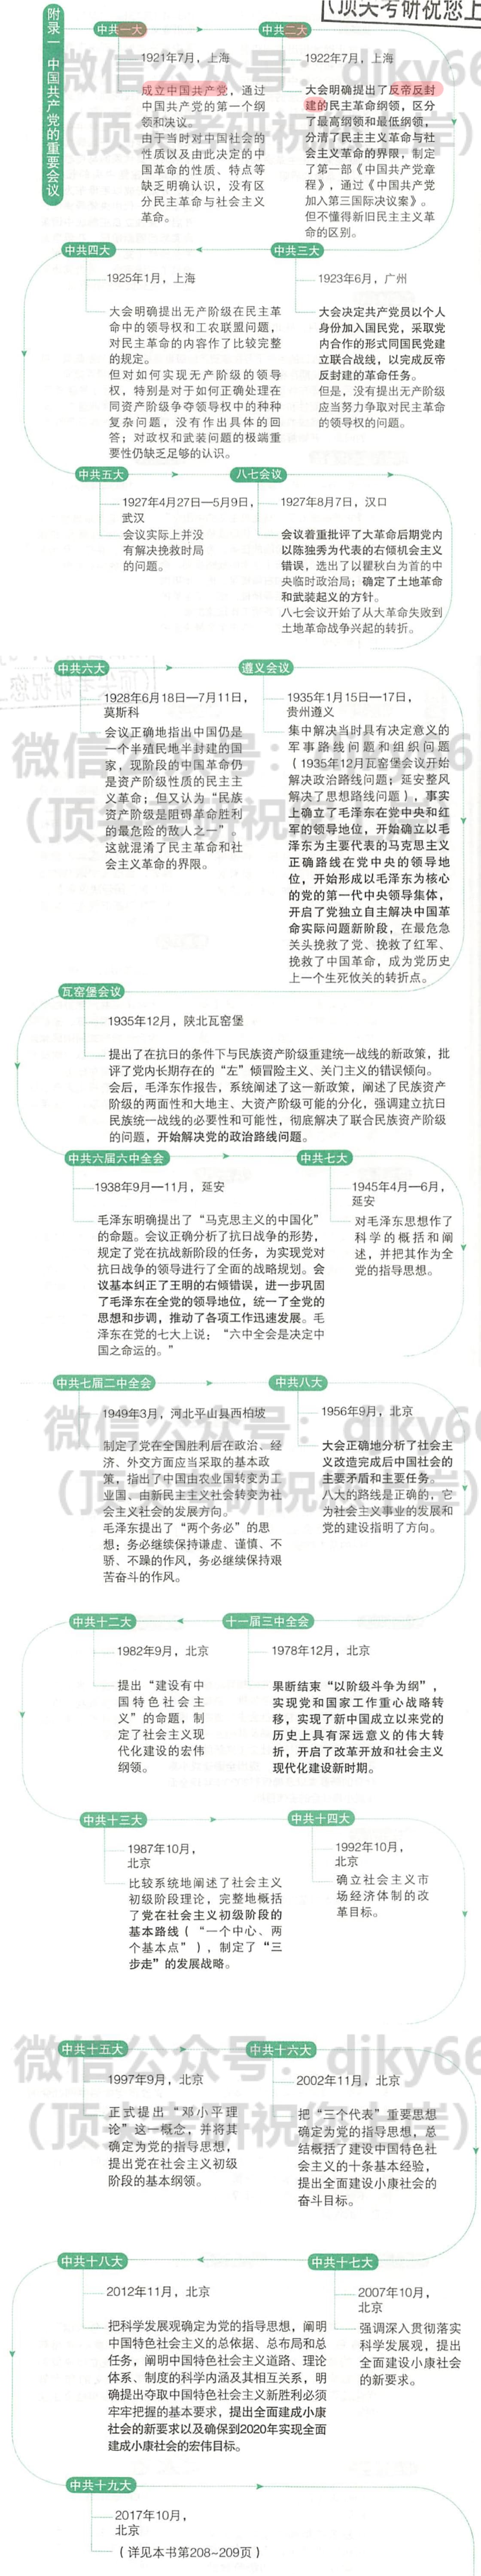 （顶尖考研祝您上
附录一 中国共产党的重要会议
微信公众号：djky66
（顶尖考研祝您上岸）
中共一大
1921年7月，上海
成立中国共产党，通过
中国共产党的第一个纲
领和决议。
由于当时对中国社会的
性质以及由此决定的中
国革命的性质、特点等
缺乏明确认识，没有区
分民主革命与社会主义
革命。
中共二大
1922年7月，上海
大会明确提出了反帝反封
建的民主革命纲领，区分
了最高纲领和最低纲领，
分清了民主主义革命与社
会主义革命的界限，制定
了第一部《中国共产党章
程》，通过《中国共产党
加入第三国际决议案》。
但不懂得新旧民主主义革
命的区别。
中共三大
1923年6月，广州
大会决定共产党员以个人
身份加入国民党，采取党
内合作的形式同国民党建
立联合战线，以完成反帝
反封建的革命任务。
但是，没有提出无产阶级
应当努力争取对民主革命
的领导权的问题。
中共四大
1925年1月，上海
大会明确提出无产阶级在民主革
命中的领导权和工农联盟问题，
对民主革命的内容作了比较完整
的规定。
但对如何实现无产阶级的领导
权，特别是对于如何正确处理在
同资产阶级争夺领导权中的种种
复杂问题，没有作出具体的回
答；对政权和武装问题的极端重
要性仍缺乏足够的认识。
中共五大
1927年4月27日—5月9日，
武汉
会议实际上并没
有解决挽救时局
的问题。
八七会议
1927年8月7日，汉口
会议着重批评了大革命后期党内
以陈独秀为代表的右倾机会主义
错误，选出了以瞿秋白为首的中
央临时政治局；确定了土地革命
和武装起义的方针。
八七会议开始了从大革命失败到
土地革命战争兴起的转折。
微信公众号：djky66
（顶尖考研祝您上岸）
中共六大
1928年6月18日—7月11日，
莫斯科
会议正确地指出中国仍是
一个半殖民地半封建的国
家，现阶段的中国革命仍
是资产阶级性质的民主主
义革命；但又认为“民族
资产阶级是阻碍革命胜利
的最危险的敌人之一”。
这就混淆了民主革命和社
会主义革命的界限。
遵义会议
1935年1月15日—17日，
贵州遵义
集中解决当时具有决定意义的
军事路线问题和组织问题
（1935年12月瓦窑堡会议开始
解决政治路线问题；延安整风
解决了思想路线问题），事实
上确立了毛泽东在党中央和红
军的领导地位，开始确立以毛
泽东为主要代表的马克思主义
正确路线在党中央的领导地
位，开始形成以毛泽东为核心
的党的第一代中央领导集体，
开启了党独立自主解决中国革
命实际问题新阶段，在最危急
关头挽救了党、挽救了红军、
挽救了中国革命，成为党历史
上一个生死攸关的转折点。
瓦窑堡会议
1935年12月，陕北瓦窑堡
提出了在抗日的条件下与民族资产阶级重建统一战线的新政策，批
评了党内长期存在的“左”倾冒险主义、关门主义的错误倾向。
会后，毛泽东作报告，系统阐述了这一新政策，阐述了民族资产
阶级的两面性和大地主、大资产阶级可能的分化，强调建立抗日
民族统一战线的必要性和可能性，彻底解决了联合民族资产阶级
的问题，开始解决党的政治路线问题。
中共六届六中全会
1938年9月—11月，延安
毛泽东明确提出了“马克思主义的中国化”
的命题。会议正确分析了抗日战争的形势，
规定了党在抗战新阶段的任务，为实现党对
抗日战争的领导进行了全面的战略规划。会
议基本纠正了王明的右倾错误，进一步巩固
了毛泽东在全党的领导地位，统一了全党的
思想和步调，推动了各项工作迅速发展。毛
泽东在党的七大上说：“六中全会是决定中
国之命运的。”
中共七大
1945年4月—6月，
延安
对毛泽东思想作了
科学的概括和阐
述，并把其作为全
党的指导思想。
微信公众号：djky66
（顶尖考研祝您上岸）
中共七届二中全会
1949年3月，河北平山县西柏坡
制定了党在全国胜利后在政治、经
济、外交方面应当采取的基本政
策，指出了中国由农业国转变为工
业国、由新民主主义社会转变为社
会主义社会的发展方向。
毛泽东提出了“两个务必”的思
想：务必继续保持谦虚、谨慎、不
骄、不躁的作风，务必继续保持艰
苦奋斗的作风。
中共八大
1956年9月，北京
大会正确地分析了社会主
义改造完成后中国社会的
主要矛盾和主要任务。
八大的路线是正确的，它
为社会主义事业的发展和
党的建设指明了方向。
十一届三中全会
1978年12月，北京
果断结束“以阶级斗争为纲”，
实现党和国家工作重心战略转
移，实现了新中国成立以来党的
历史上具有深远意义的伟大转
折，开启了改革开放和社会主义
现代化建设新时期。
中共十二大
1982年9月，北京
提出“建设有中
国特色社会主
义”的命题，制
定了社会主义现
代化建设的宏伟
纲领。
中共十三大
1987年10月，
北京
比较系统地阐述了社会主义
初级阶段理论，完整地概括
了党在社会主义初级阶段的
基本路线（“一个中心、两
个基本点”），制定了“三
步走”的发展战略。
中共十四大
1992年10月，
北京
确立社会主义市
场经济体制的改
革目标。
微信公众号：djky66
（顶尖考研祝您上岸）
中共十五大
1997年9月，北京
正式提出“邓小平理
论”这一概念，并将其
确定为党的指导思想，
提出党在社会主义初级
阶段的基本纲领。
中共十六大
2002年11月，北京
把“三个代表”重要思想
确定为党的指导思想，总
结概括了建设中国特色社
会主义的十条基本经验，
提出全面建设小康社会的
奋斗目标。
中共十七大
2007年10月，
北京
强调深入贯彻落实
科学发展观，提出
全面建设小康社会
的新要求。
中共十八大
2012年11月，北京
把科学发展观确定为党的指导思想，阐明
中国特色社会主义的总依据、总布局和总
任务，阐明中国特色社会主义道路、理论
体系、制度的科学内涵及其相互关系，明
确提出夺取中国特色社会主义新胜利必须
牢牢把握的基本要求，提出全面建成小康
社会的新要求以及确保到2020年实现全面
建成小康社会的宏伟目标。
中共十九大
2017年10月，
北京
（详见本书第208~209页）